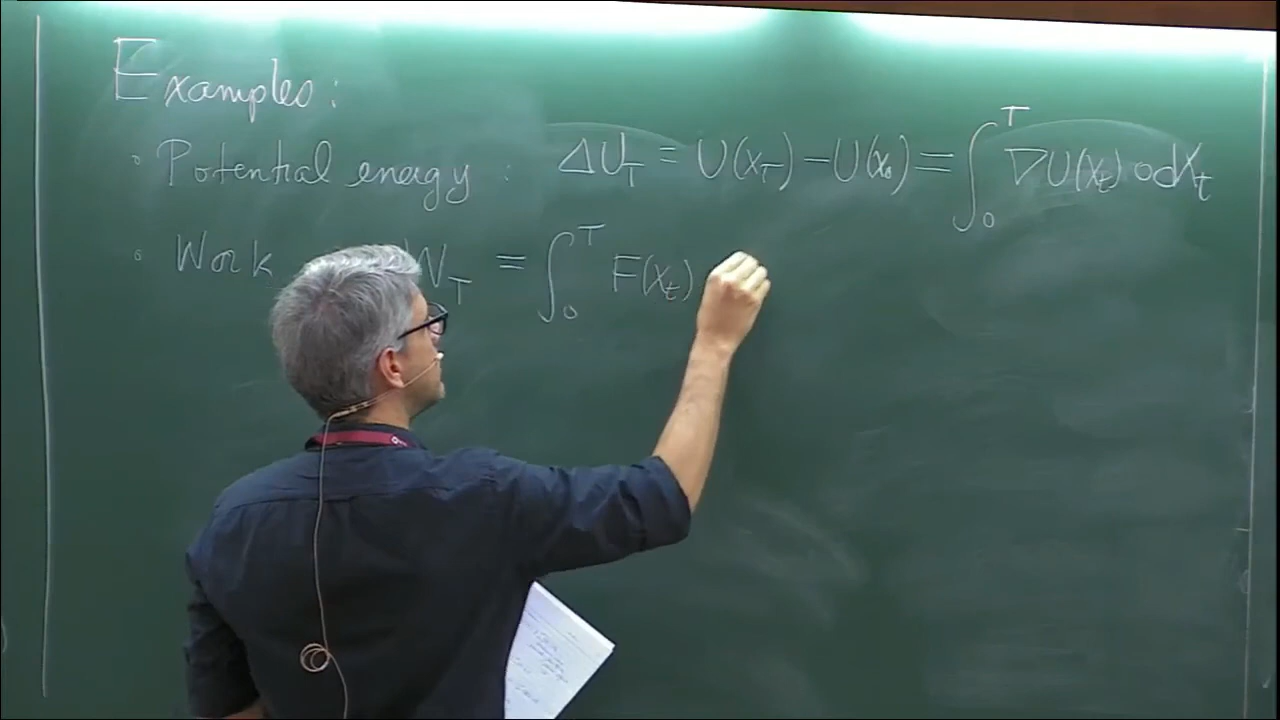 Examples:
• Potential energy : ΔU_T = U(X_T) − U(X_0) = ∫_0^T ∇U(X_t) ∘ dX_t
• Work W_T = ∫_0^T F(X_t)